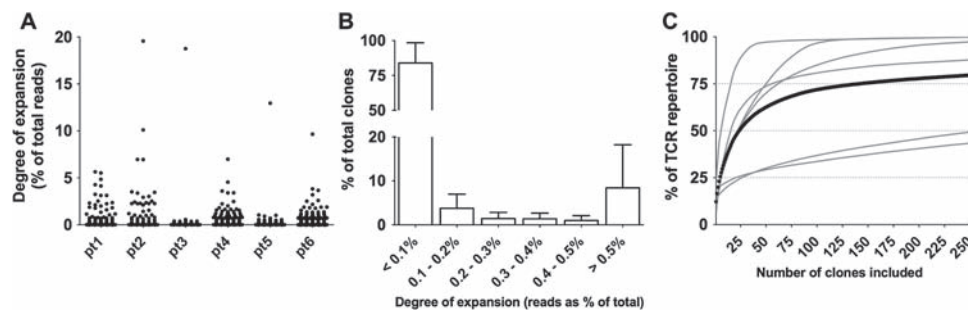 A
Degree of expansion
(% of total reads)
20
15
10
5
0
pt1
pt2
pt3
pt4
pt5
pt6
B
% of total clones
100
75
50
20
10
0
< 0.1%
0.1 - 0.2%
0.2 - 0.3%
0.3 - 0.4%
0.4 - 0.5%
> 0.5%
Degree of expansion (reads as % of total)
C
% of TCR repertoire
100
75
50
25
0
25
50
75
100
125
150
175
200
225
250
Number of clones included